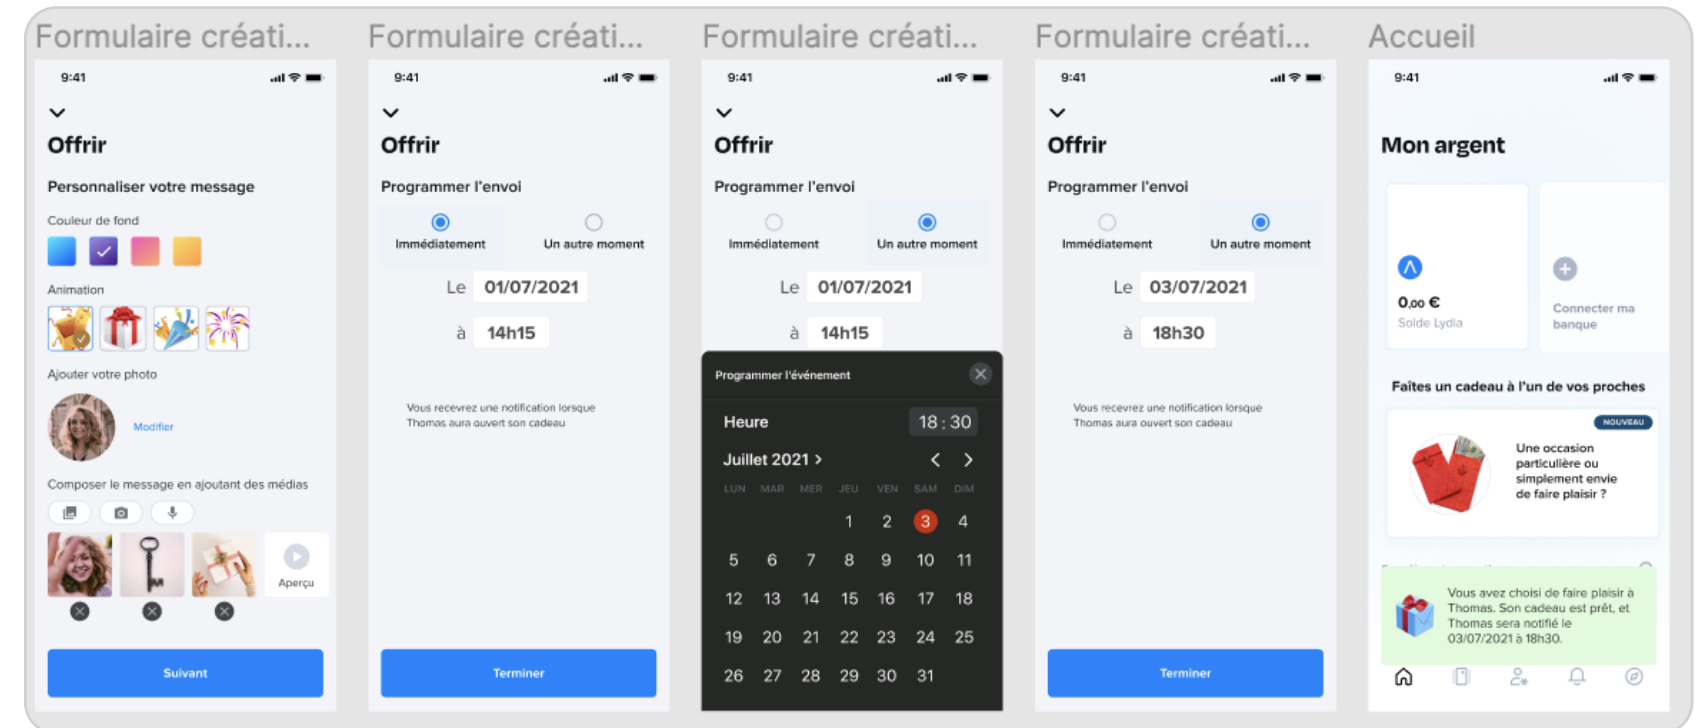 Formulaire créati...
9:41
Offrir
Personnaliser votre message
Couleur de fond
Animation
Ajouter votre photo
Modifier
Composer le message en ajoutant des médias
Aperçu
Suivant
Formulaire créati...
9:41
Offrir
Programmer l'envoi
Immédiatement
Un autre moment
Le 01/07/2021
à 14h15
Vous recevrez une notification lorsque
Thomas aura ouvert son cadeau
Terminer
Formulaire créati...
9:41
Offrir
Programmer l'envoi
Immédiatement
Un autre moment
Le 01/07/2021
à 14h15
Programmer l'événement
Heure 18:30
Juillet 2021 >
LUN MAR MER JEU VEN SAM DIM
1 2 3 4
5 6 7 8 9 10 11
12 13 14 15 16 17 18
19 20 21 22 23 24 25
26 27 28 29 30 31
Formulaire créati...
9:41
Offrir
Programmer l'envoi
Immédiatement
Un autre moment
Le 03/07/2021
à 18h30
Vous recevrez une notification lorsque
Thomas aura ouvert son cadeau
Terminer
Accueil
9:41
Mon argent
0,00 €
Solde Lydia
Connecter ma
banque
Faîtes un cadeau à l'un de vos proches
NOUVEAU
Une occasion
particulière ou
simplement envie
de faire plaisir ?
Vous avez choisi de faire plaisir à
Thomas. Son cadeau est prêt, et
Thomas sera notifié le
03/07/2021 à 18h30.